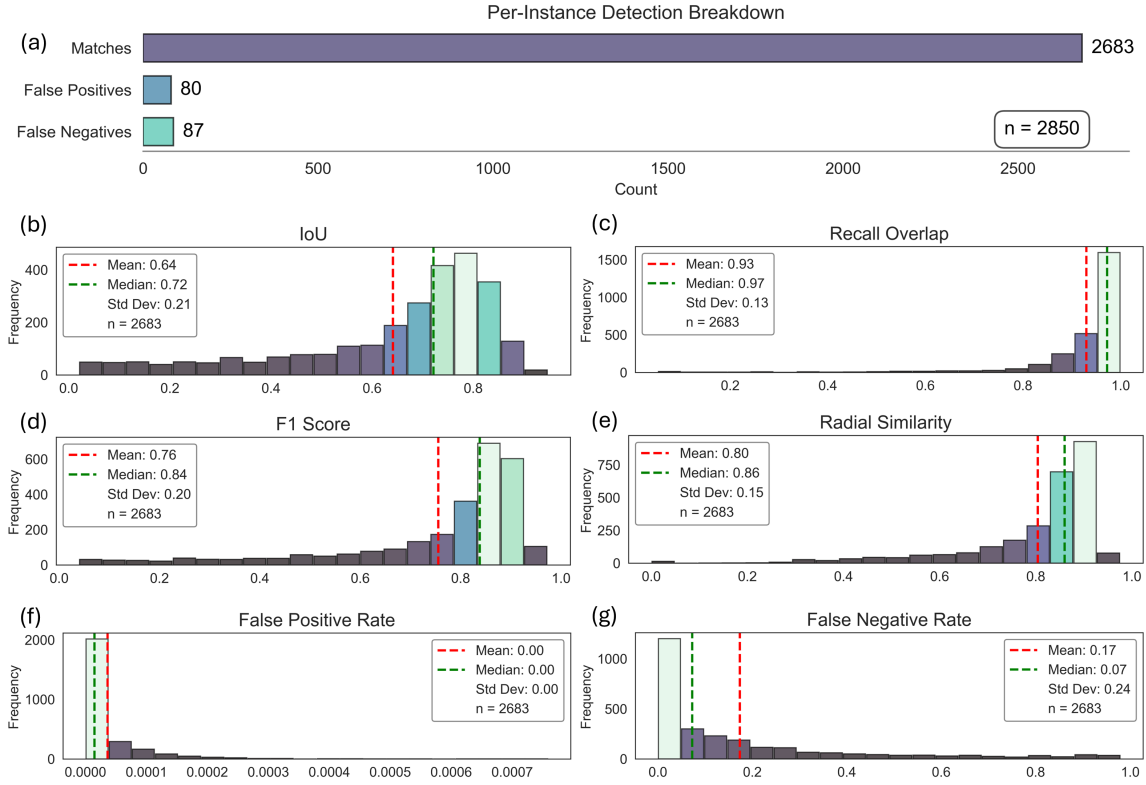 Per-Instance Detection Breakdown
(a)
Matches
2683
False Positives
80
False Negatives
87
n = 2850
0 500 1000 1500 2000 2500
Count
(b)
IoU
Frequency
400
200
0
Mean: 0.64
Median: 0.72
Std Dev: 0.21
n = 2683
0.0 0.2 0.4 0.6 0.8
(c)
Recall Overlap
Frequency
1500
1000
500
0
Mean: 0.93
Median: 0.97
Std Dev: 0.13
n = 2683
0.2 0.4 0.6 0.8 1.0
(d)
F1 Score
Frequency
600
400
200
0
Mean: 0.76
Median: 0.84
Std Dev: 0.20
n = 2683
0.0 0.2 0.4 0.6 0.8 1.0
(e)
Radial Similarity
Frequency
750
500
250
0
Mean: 0.80
Median: 0.86
Std Dev: 0.15
n = 2683
0.0 0.2 0.4 0.6 0.8 1.0
(f)
False Positive Rate
Frequency
2000
1000
0
Mean: 0.00
Median: 0.00
Std Dev: 0.00
n = 2683
0.0000 0.0001 0.0002 0.0003 0.0004 0.0005 0.0006 0.0007
(g)
False Negative Rate
Frequency
1000
500
0
Mean: 0.17
Median: 0.07
Std Dev: 0.24
n = 2683
0.0 0.2 0.4 0.6 0.8 1.0